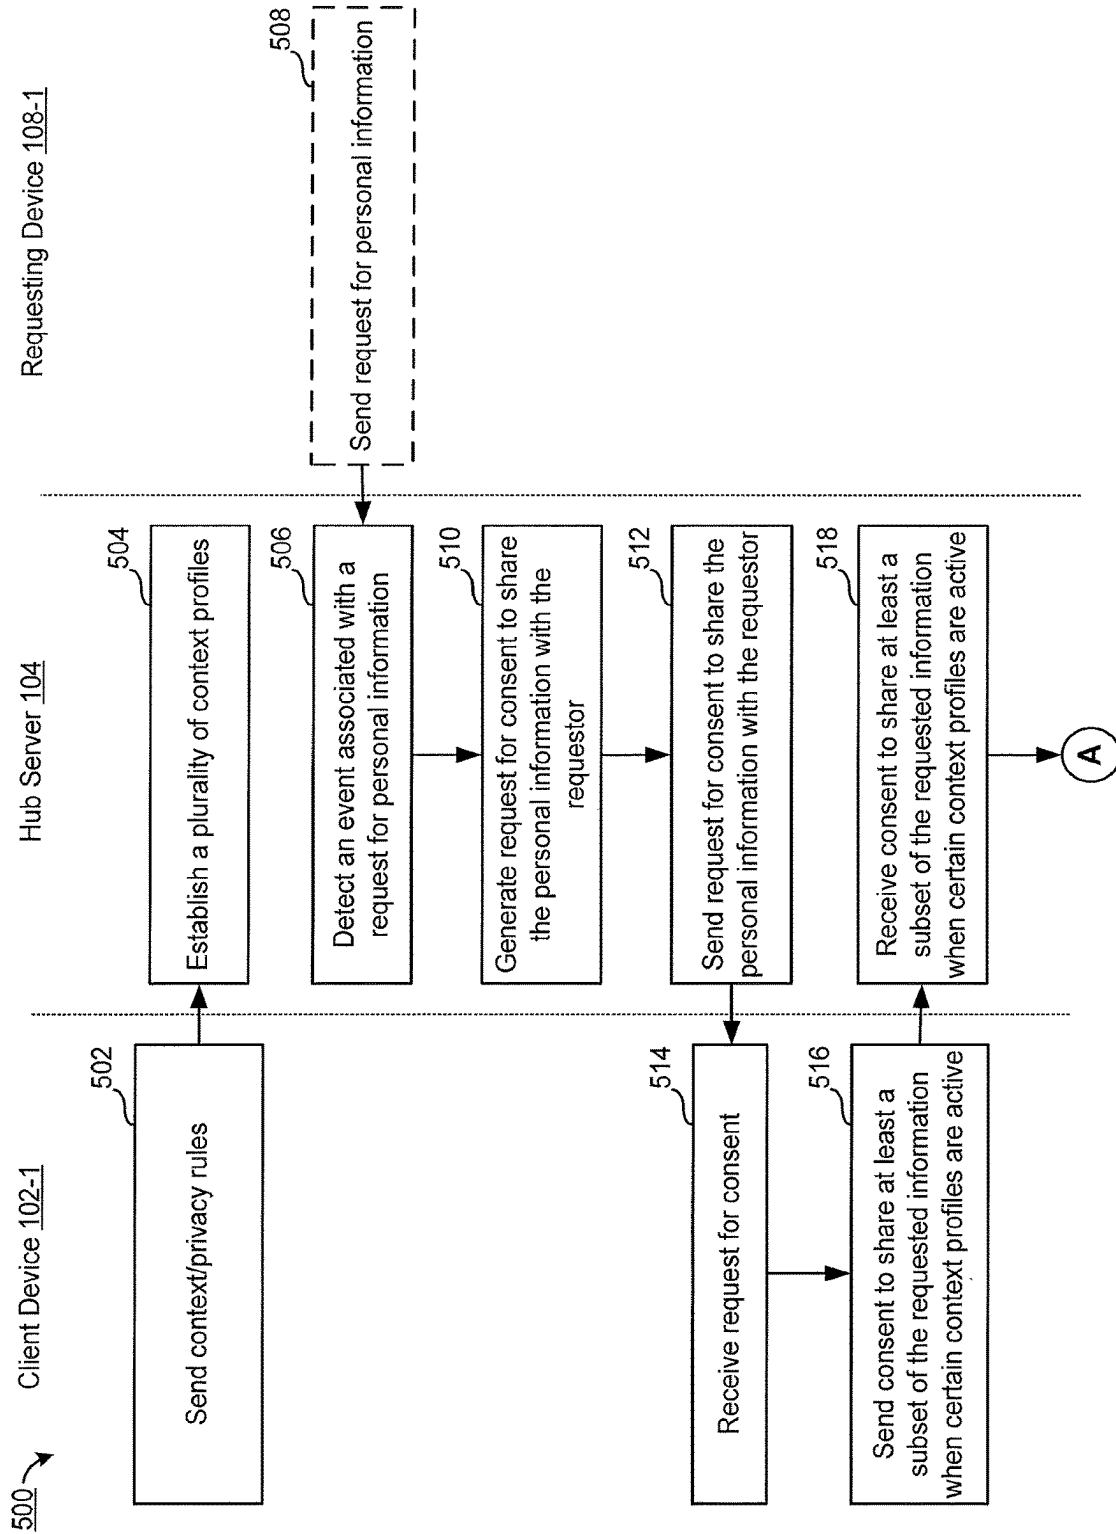 500
Client Device 102-1
Hub Server 104
Requesting Device 108-1
502
Send context/privacy rules
504
Establish a plurality of context profiles
506
Detect an event associated with a
request for personal information
508
Send request for personal information
510
Generate request for consent to share
the personal information with the
requestor
512
Send request for consent to share the
personal information with the requestor
514
Receive request for consent
516
Send consent to share at least a
subset of the requested information
when certain context profiles are active
518
Receive consent to share at least a
subset of the requested information
when certain context profiles are active
A